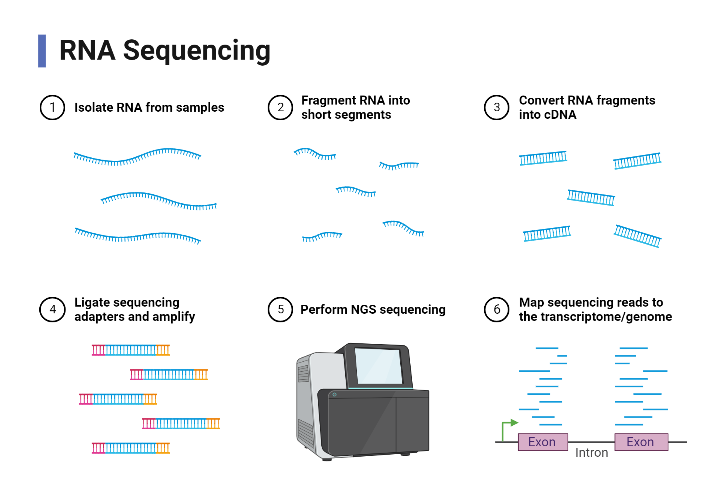 RNA Sequencing
1
Isolate RNA from samples
2
Fragment RNA into
short segments
3
Convert RNA fragments
into cDNA
4
Ligate sequencing
adapters and amplify
5
Perform NGS sequencing
6
Map sequencing reads to
the transcriptome/genome
Exon
Exon
Intron